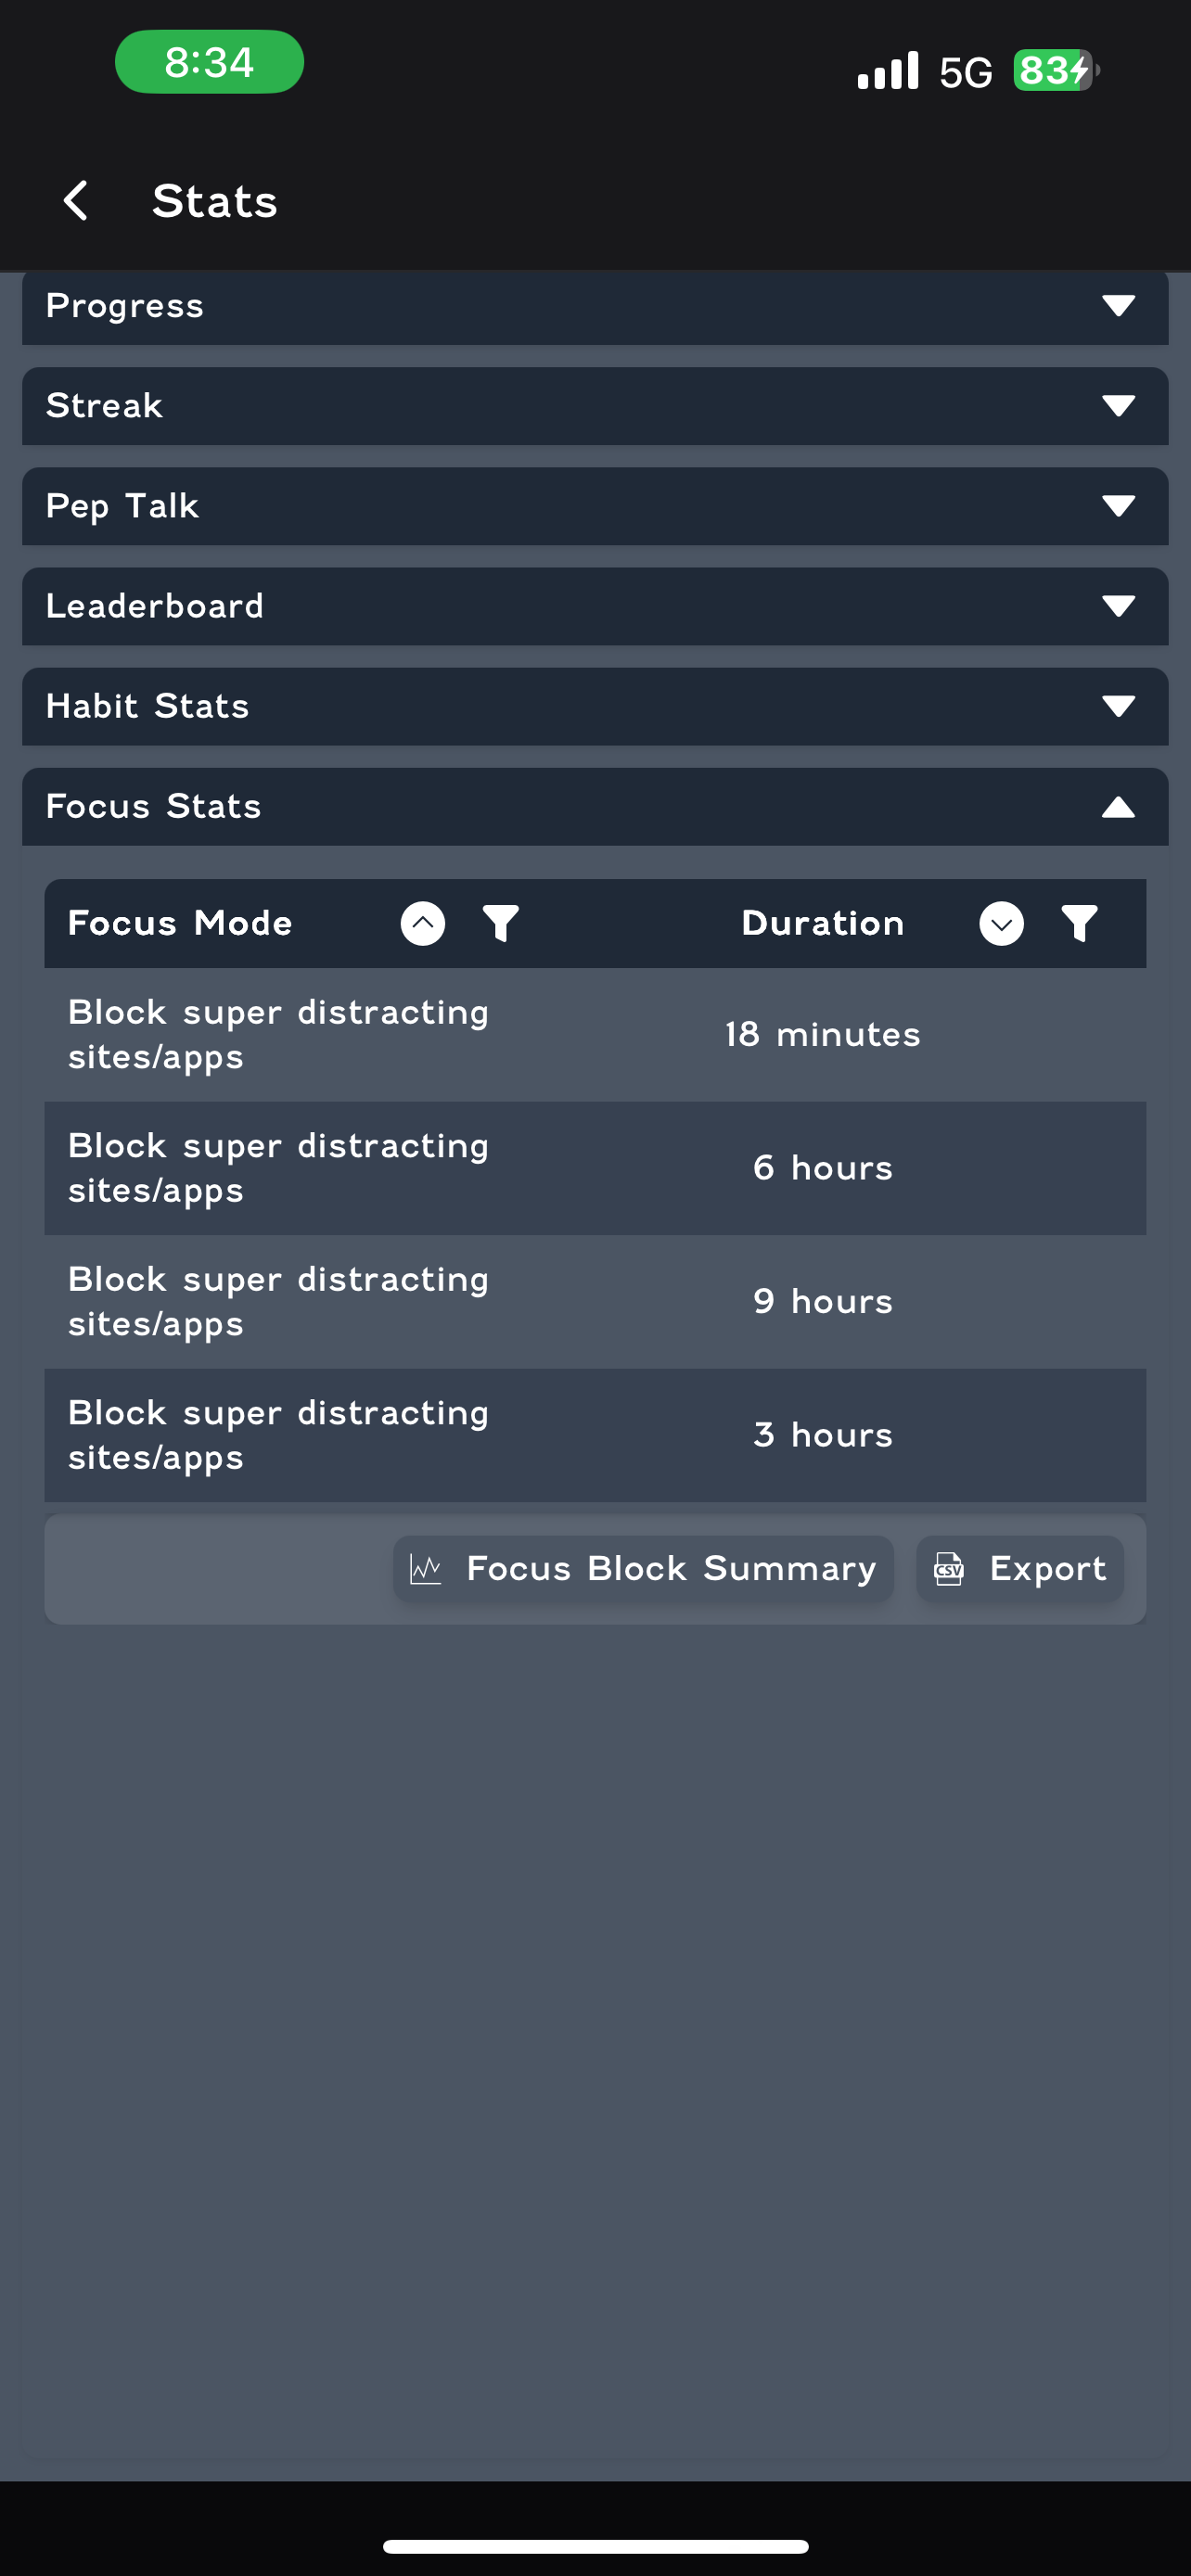 8:34
5G
83
Stats
Progress
Streak
Pep Talk
Leaderboard
Habit Stats
Focus Stats
Focus Mode Duration
Block super distracting
sites/apps
18 minutes
Block super distracting
sites/apps
6 hours
Block super distracting
sites/apps
9 hours
Block super distracting
sites/apps
3 hours
Focus Block Summary
CSV
Export